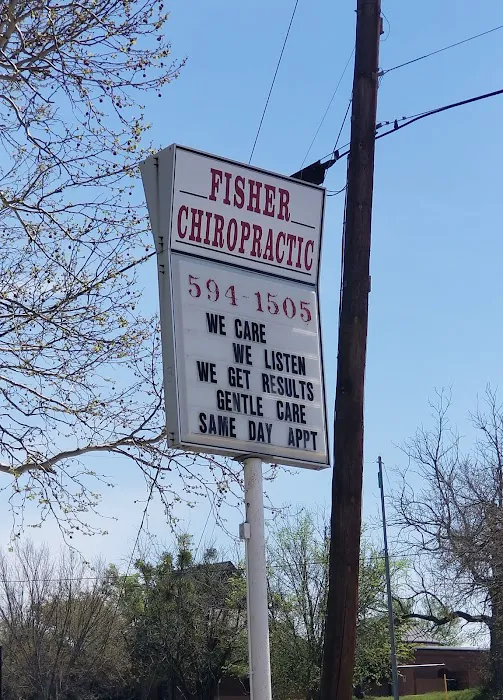 FISHER
CHIROPRACTIC
594-1505
WE CARE
WE LISTEN
WE GET RESULTS
GENTLE CARE
SAME DAY APPT